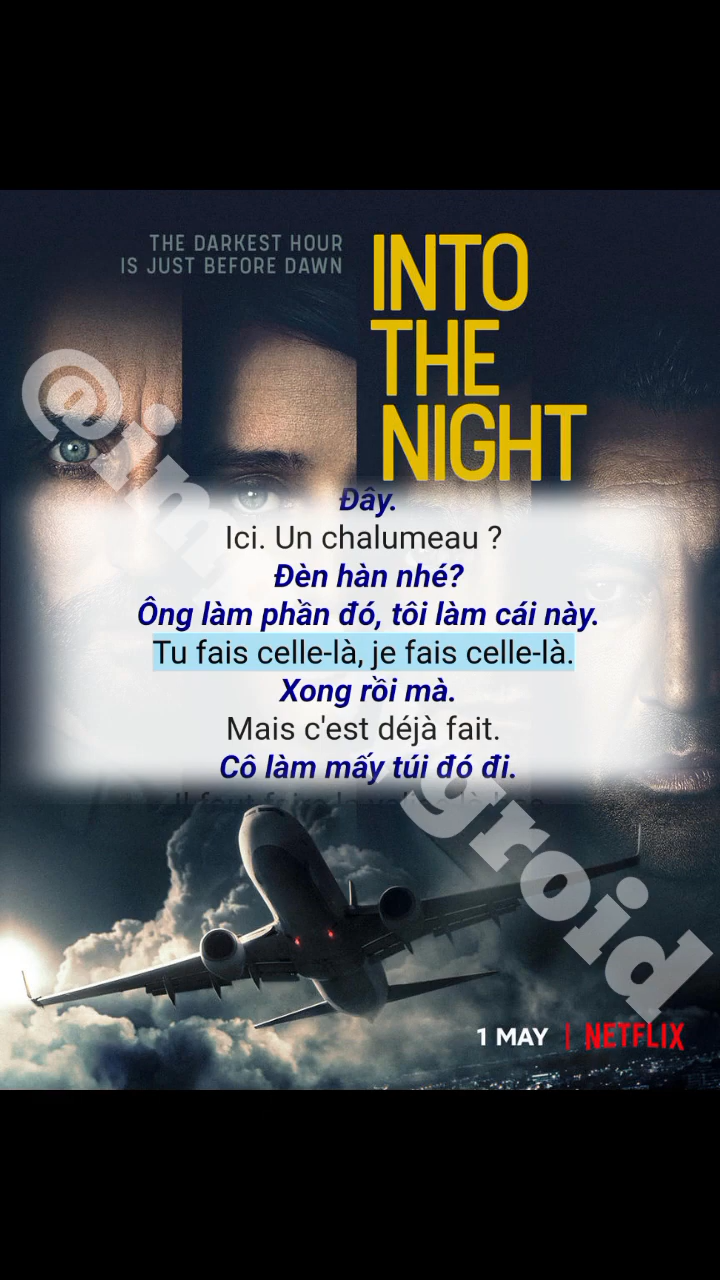 THE DARKEST HOUR
IS JUST BEFORE DAWN
INTO
THE
NIGHT
Đây.
Ici. Un chalumeau ?
Đèn hàn nhé?
Ông làm phần đó, tôi làm cái này.
Tu fais celle-là, je fais celle-là.
Xong rồi mà.
Mais c'est déjà fait.
Cô làm mấy túi đó đi.
1 MAY | NETFLIX